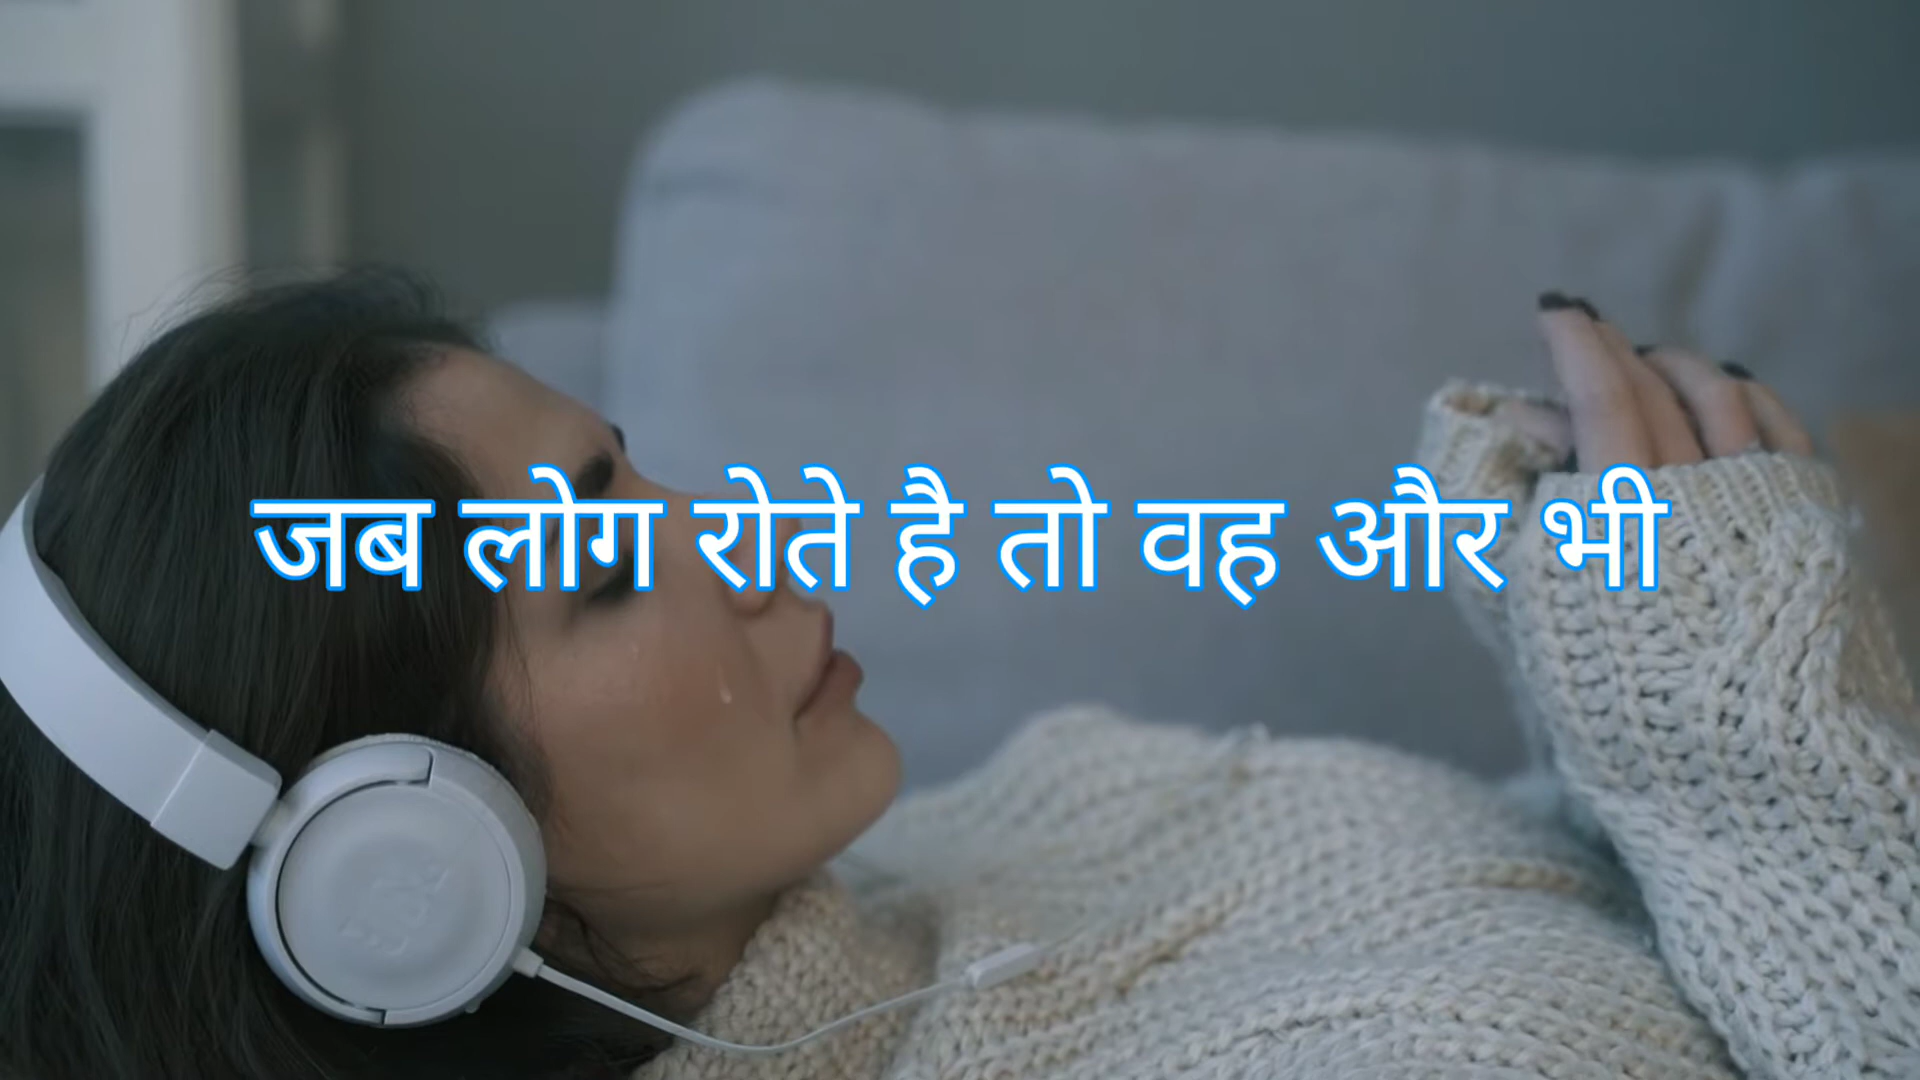 जब लोग रोते है तो वह और भी